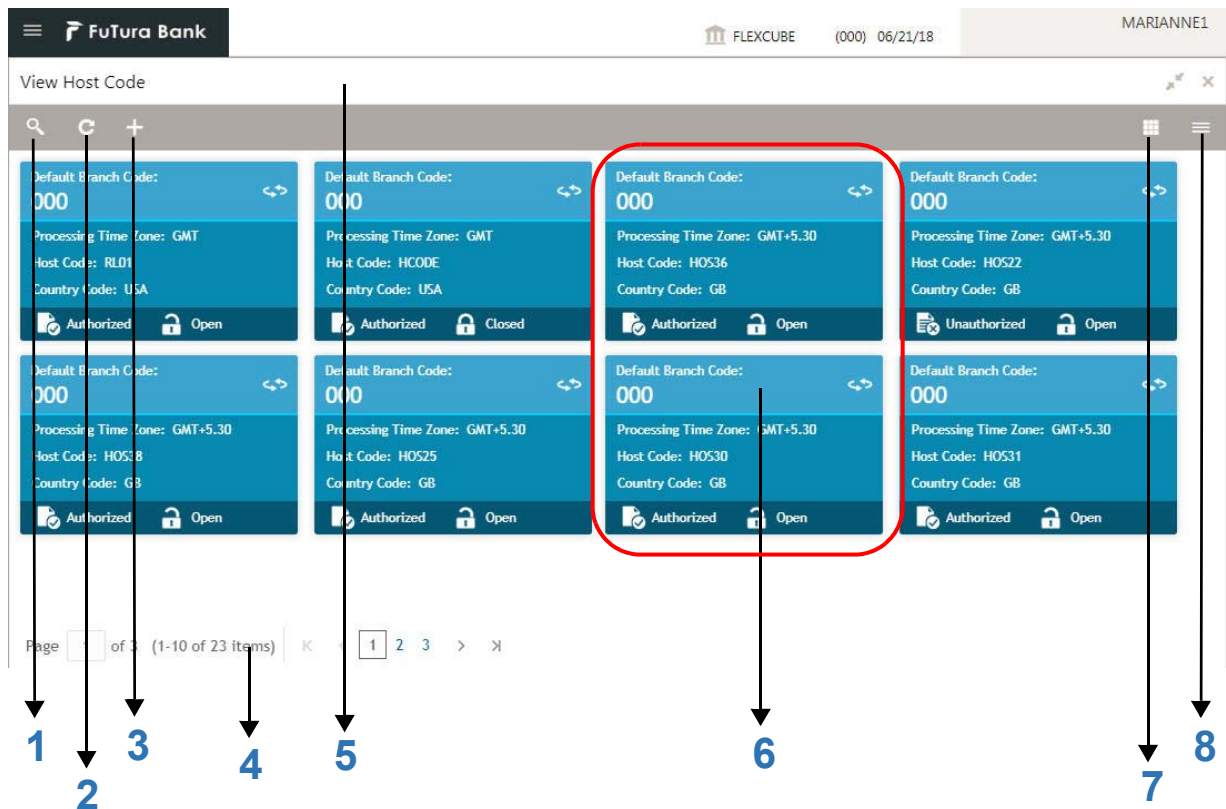 FuTura Bank
FLEXCUBE (000) 06/21/18
MARIANNE1
View Host Code
Default Branch Code:
000
Processing Time Zone: GMT
Host Code: RL01
Country Code: USA
Authorized Open
Default Branch Code:
000
Processing Time Zone: GMT
Host Code: HCODE
Country Code: USA
Authorized Closed
Default Branch Code:
000
Processing Time Zone: GMT+5.30
Host Code: HOS36
Country Code: GB
Authorized Open
Default Branch Code:
000
Processing Time Zone: GMT+5.30
Host Code: HOS22
Country Code: GB
Unauthorized Open
Default Branch Code:
000
Processing Time Zone: GMT+5.30
Host Code: HOS38
Country Code: GB
Authorized Open
Default Branch Code:
000
Processing Time Zone: GMT+5.30
Host Code: HOS25
Country Code: GB
Authorized Open
Default Branch Code:
000
Processing Time Zone: GMT+5.30
Host Code: HOS30
Country Code: GB
Authorized Open
Default Branch Code:
000
Processing Time Zone: GMT+5.30
Host Code: HOS31
Country Code: GB
Authorized Open
Page 1 of 3 (1-10 of 23 items) 1 2 3
1 2 3 4 5 6 7 8